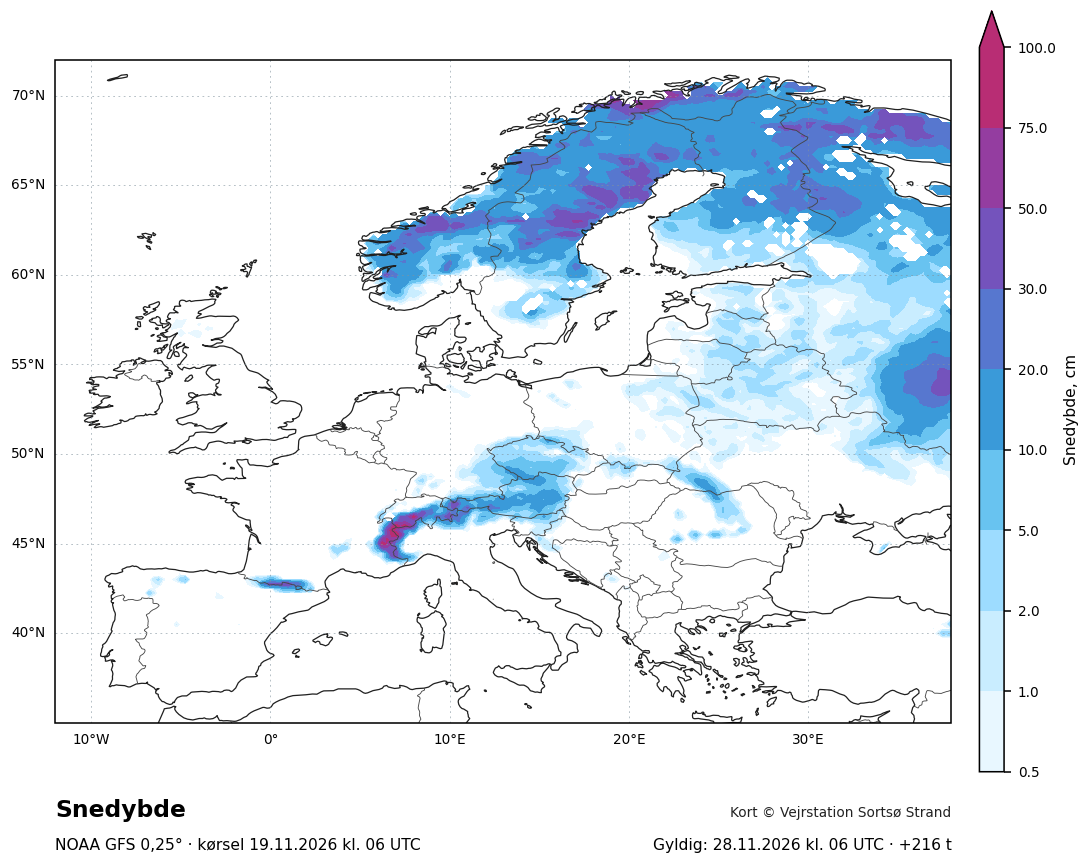 70°N
65°N
60°N
55°N
50°N
45°N
40°N
10°W
0°
10°E
20°E
30°E
100.0
75.0
50.0
30.0
20.0
10.0
5.0
2.0
1.0
0.5
Snedybde, cm
Snedybde
Kort © Vejrstation Sortsø Strand
NOAA GFS 0,25° · kørsel 19.11.2026 kl. 06 UTC
Gyldig: 28.11.2026 kl. 06 UTC · +216 t